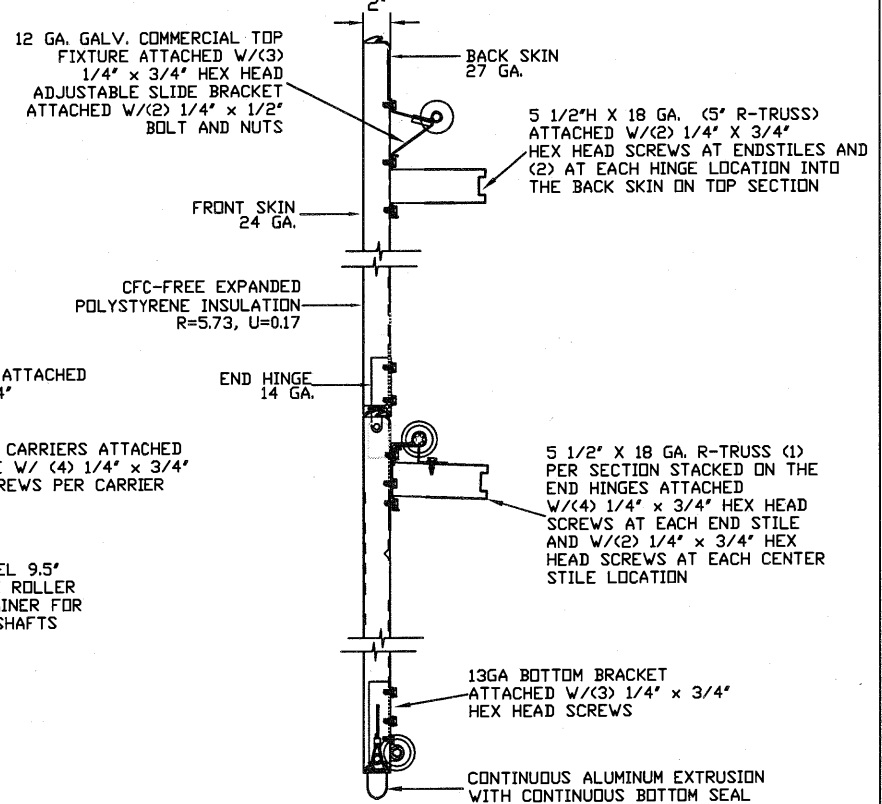 2"
12 GA. GALV. COMMERCIAL TOP
FIXTURE ATTACHED W/(3)
1/4" x 3/4" HEX HEAD
ADJUSTABLE SLIDE BRACKET
ATTACHED W/(2) 1/4" x 1/2"
BOLT AND NUTS
BACK SKIN
27 GA.
5 1/2"H X 18 GA. (5" R-TRUSS)
ATTACHED W/(2) 1/4" X 3/4"
HEX HEAD SCREWS AT ENDSTILES AND
(2) AT EACH HINGE LOCATION INTO
THE BACK SKIN ON TOP SECTION
FRONT SKIN
24 GA.
CFC-FREE EXPANDED
POLYSTYRENE INSULATION
R=5.73, U=0.17
ATTACHED
4"
END HINGE
14 GA.
CARRIERS ATTACHED
E W/ (4) 1/4" x 3/4"
REWS PER CARRIER
5 1/2" X 18 GA. R-TRUSS (1)
PER SECTION STACKED ON THE
END HINGES ATTACHED
W/(4) 1/4" x 3/4" HEX HEAD
SCREWS AT EACH END STILE
AND W/(2) 1/4" x 3/4" HEX
HEAD SCREWS AT EACH CENTER
STILE LOCATION
EL 9.5"
ROLLER
INER FOR
SHAFTS
13GA BOTTOM BRACKET
ATTACHED W/(3) 1/4" x 3/4"
HEX HEAD SCREWS
CONTINUOUS ALUMINUM EXTRUSION
WITH CONTINUOUS BOTTOM SEAL